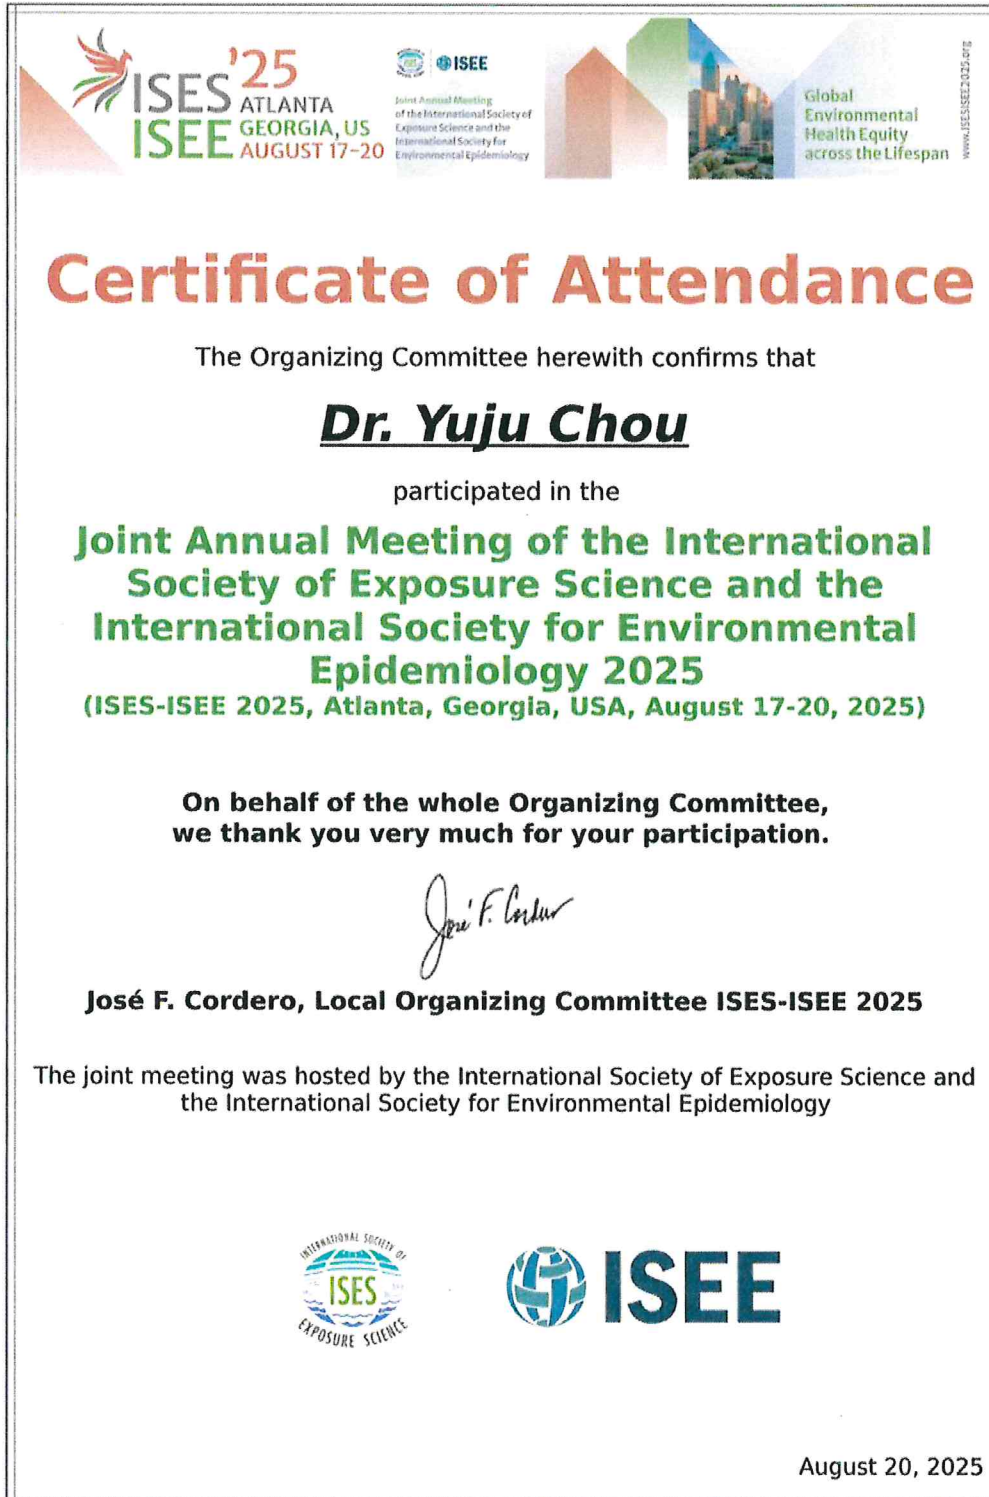 ISES '25
ISEE
ATLANTA
GEORGIA, US
AUGUST 17–20
ISES ISEE
Joint Annual Meeting
of the International Society of
Exposure Science and the
International Society for
Environmental Epidemiology
Global
Environmental
Health Equity
across the Lifespan
www.ISESISEE2025.org
Certificate of Attendance
The Organizing Committee herewith confirms that
Dr. Yuju Chou
participated in the
Joint Annual Meeting of the International
Society of Exposure Science and the
International Society for Environmental
Epidemiology 2025
(ISES-ISEE 2025, Atlanta, Georgia, USA, August 17-20, 2025)
On behalf of the whole Organizing Committee,
we thank you very much for your participation.
José F. Cordero
José F. Cordero, Local Organizing Committee ISES-ISEE 2025
The joint meeting was hosted by the International Society of Exposure Science and
the International Society for Environmental Epidemiology
INTERNATIONAL SOCIETY OF
ISES
EXPOSURE SCIENCE
ISEE
August 20, 2025